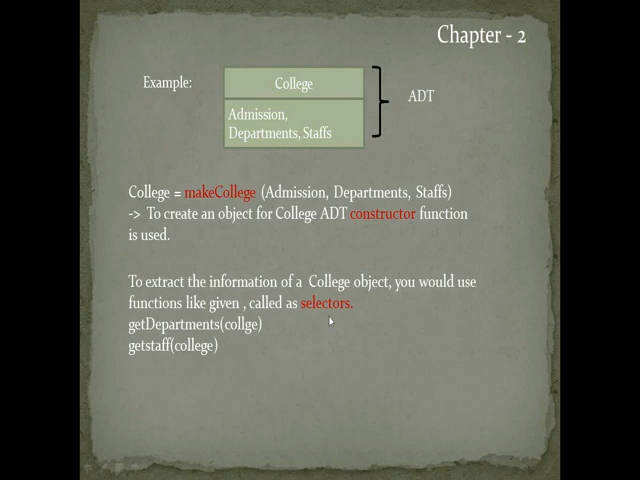 Chapter - 2
Example:
College
ADT
Admission,
Departments, Staffs
College = makeCollege (Admission, Departments, Staffs)
-> To create an object for College ADT constructor function
is used.
To extract the information of a College object, you would use
functions like given , called as selectors.
getDepartments(collge)
getstaff(college)